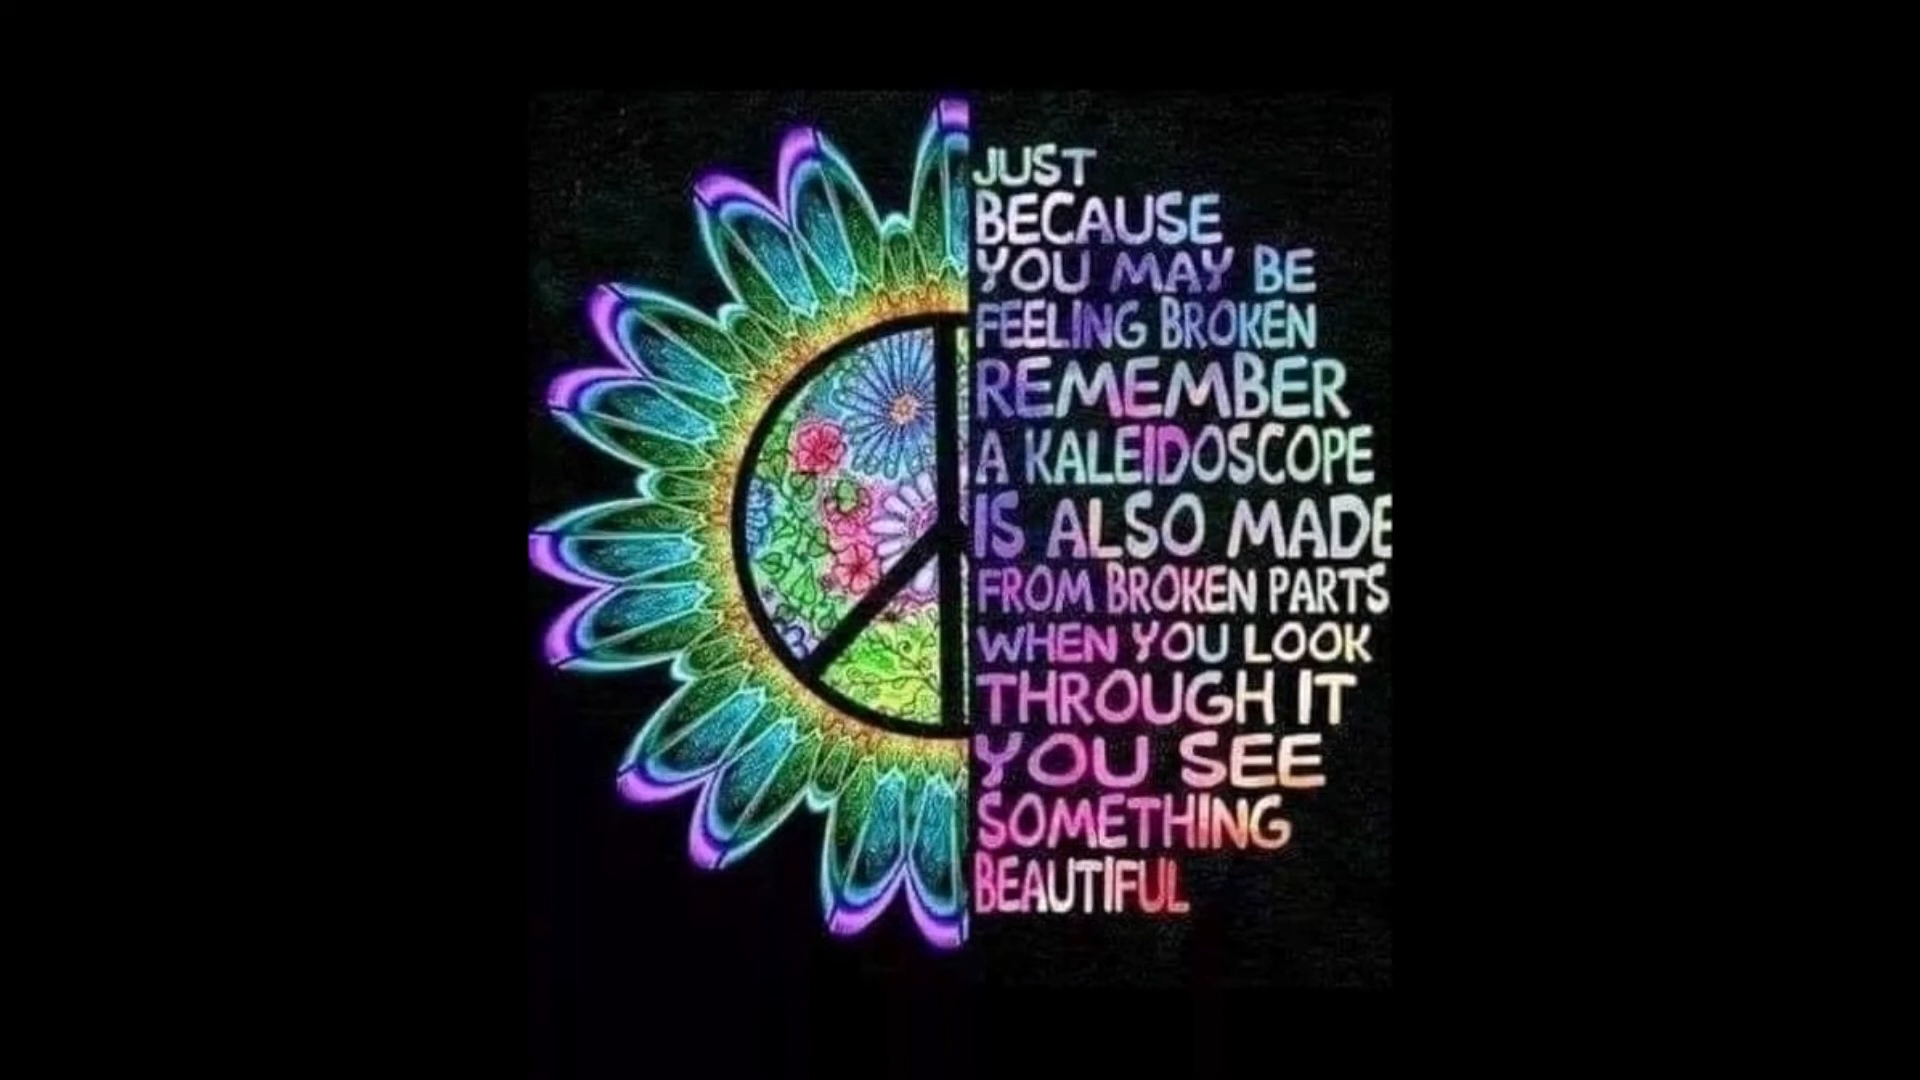 JUST
BECAUSE
YOU MAY BE
FEELING BROKEN
REMEMBER
A KALEIDOSCOPE
IS ALSO MADE
FROM BROKEN PARTS
WHEN YOU LOOK
THROUGH IT
YOU SEE
SOMETHING
BEAUTIFUL